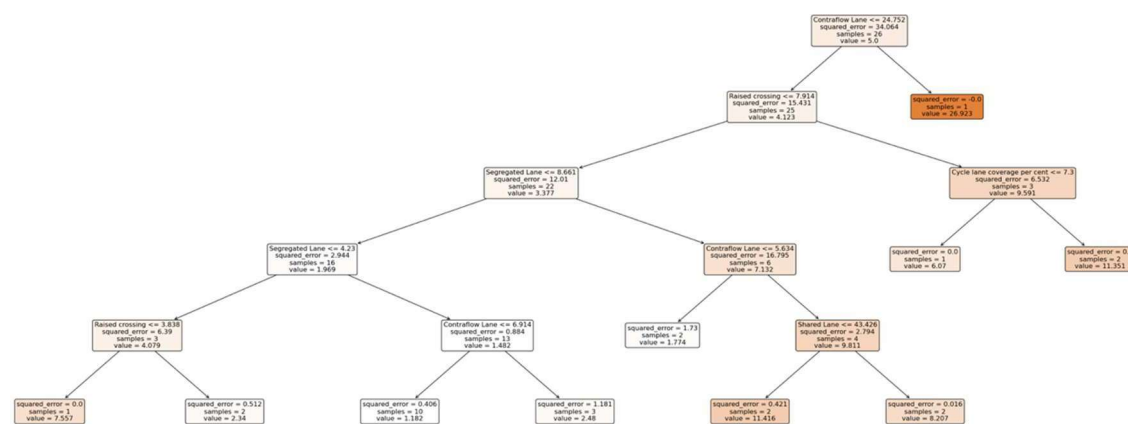 Contraflow Lane <= 24.752
squared_error = 34.064
samples = 26
value = 5.0
Raised crossing <= 7.914
squared_error = 15.431
samples = 25
value = 4.123
squared_error = -0.0
samples = 1
value = 26.923
Segregated Lane <= 8.661
squared_error = 12.01
samples = 22
value = 3.377
Cycle lane coverage per cent <= 7.3
squared_error = 6.532
samples = 3
value = 9.591
Segregated Lane <= 4.23
squared_error = 2.944
samples = 16
value = 1.969
Contraflow Lane <= 5.634
squared_error = 16.795
samples = 6
value = 7.132
squared_error = 0.0
samples = 1
value = 6.07
squared_error = 0.
samples = 2
value = 11.351
Raised crossing <= 3.838
squared_error = 6.39
samples = 3
value = 4.079
Contraflow Lane <= 6.914
squared_error = 0.884
samples = 13
value = 1.482
squared_error = 1.73
samples = 2
value = 1.774
Shared Lane <= 43.426
squared_error = 2.794
samples = 4
value = 9.811
squared_error = 0.0
samples = 1
value = 7.557
squared_error = 0.512
samples = 2
value = 2.34
squared_error = 0.406
samples = 10
value = 1.182
squared_error = 1.181
samples = 3
value = 2.48
squared_error = 0.421
samples = 2
value = 11.416
squared_error = 0.016
samples = 2
value = 8.207